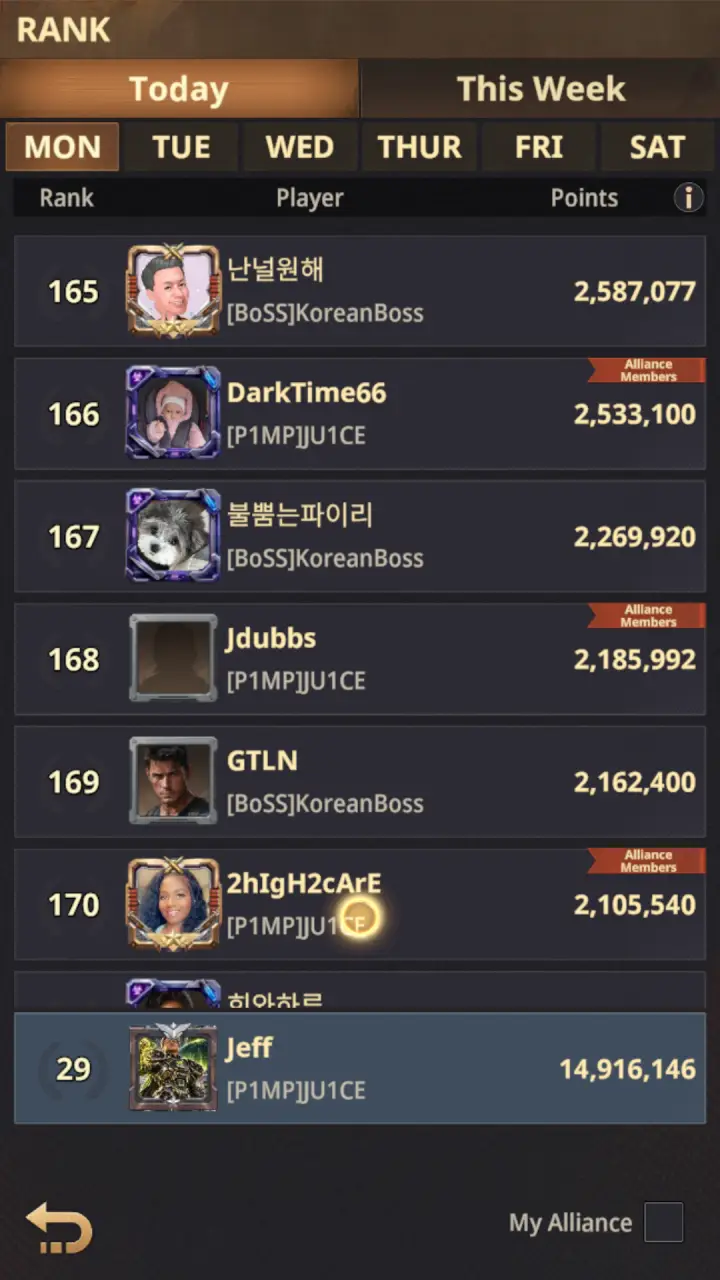 RANK
Today
This Week
MON
TUE
WED
THUR
FRI
SAT
Rank
Player
Points
i
165
난널원해
[BoSS]KoreanBoss
2,587,077
Alliance
Members
166
DarkTime66
[P1MP]JU1CE
2,533,100
167
불뿜는파이리
[BoSS]KoreanBoss
2,269,920
Alliance
Members
168
Jdubbs
[P1MP]JU1CE
2,185,992
169
GTLN
[BoSS]KoreanBoss
2,162,400
Alliance
Members
170
2hIgH2cArE
[P1MP]JU1CE
2,105,540
29
Jeff
[P1MP]JU1CE
14,916,146
My Alliance